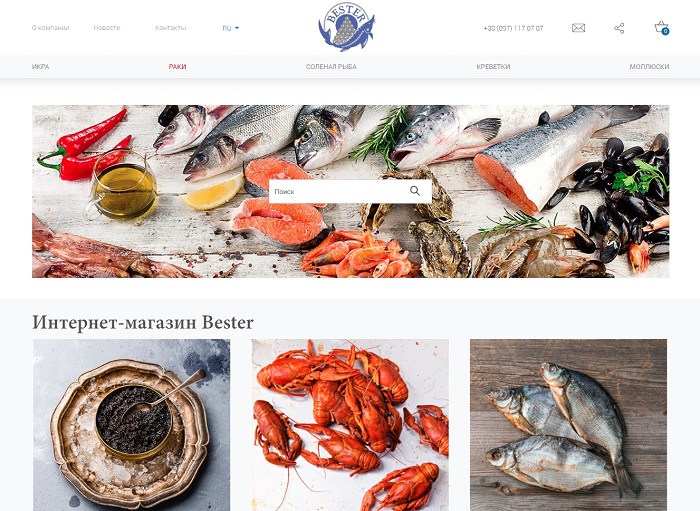 О компании Новости Контакты RU BESTER +38 (097) 117 07 07 0
ИКРА РАКИ СОЛЕНАЯ РЫБА КРЕВЕТКИ МОЛЛЮСКИ
Поиск
Интернет-магазин Bester